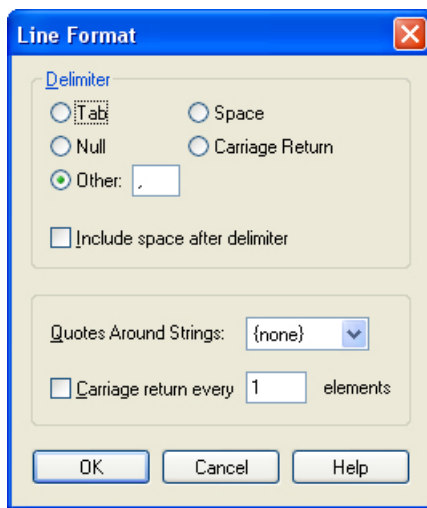 Line Format
Delimiter
Tab Space
Null Carriage Return
Other: ,
Include space after delimiter
Quotes Around Strings: {none}
Carriage return every 1 elements
OK Cancel Help